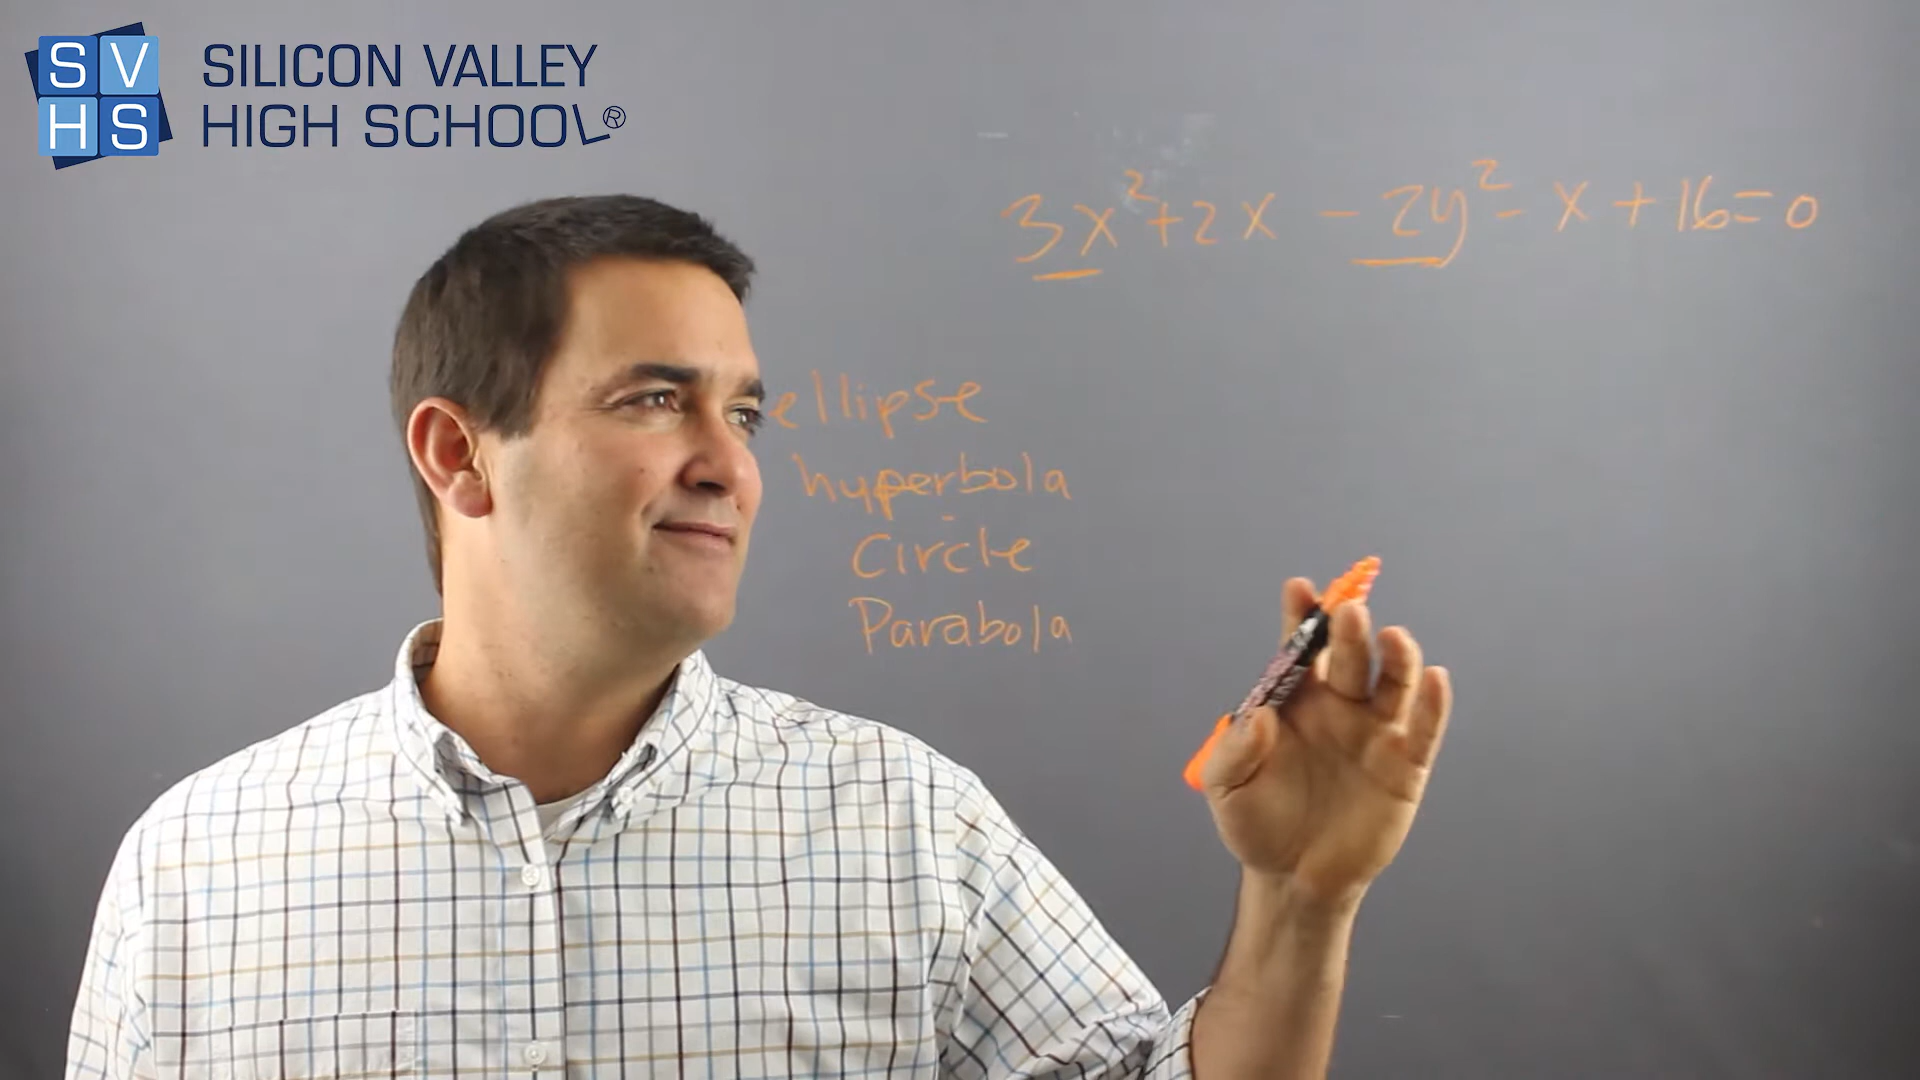 SV
HS
SILICON VALLEY
HIGH SCHOOL®
3x²+2x - 2y² - x + 16 = 0
ellipse
hyperbola
Circle
Parabola